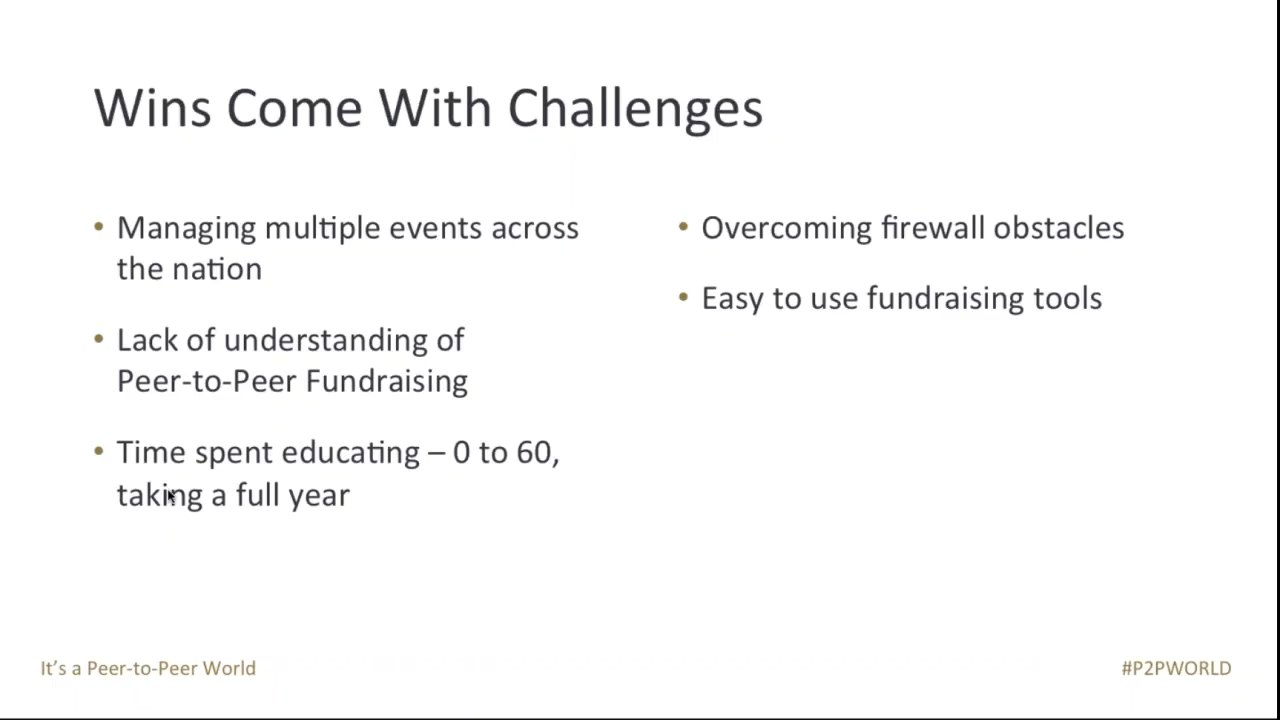 Wins Come With Challenges
• Managing multiple events across
the nation
• Lack of understanding of
Peer-to-Peer Fundraising
• Time spent educating – 0 to 60,
taking a full year
• Overcoming firewall obstacles
• Easy to use fundraising tools
It’s a Peer-to-Peer World
#P2PWORLD